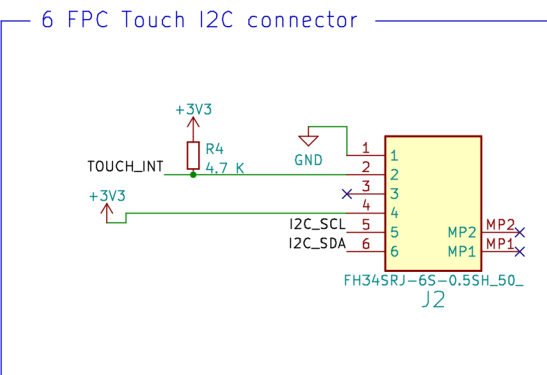 6 FPC Touch I2C connector
+3V3
R4
4.7 K
GND
TOUCH_INT
+3V3
I2C_SCL
I2C_SDA
1
2
3
4
5
6
1
2
3
4
5
6
MP2
MP1
MP2
MP1
FH34SRJ-6S-0.5SH_50_
J2